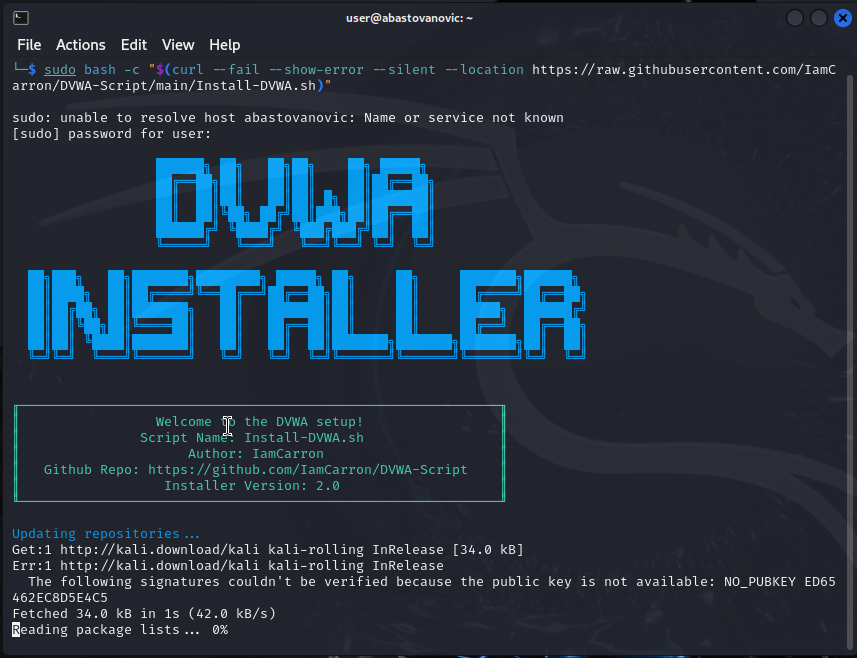 user@abastovanovic: ~
File Actions Edit View Help
└─$ sudo bash -c "$(curl --fail --show-error --silent --location https://raw.githubusercontent.com/IamC
arron/DVWA-Script/main/Install-DVWA.sh)"
sudo: unable to resolve host abastovanovic: Name or service not known
[sudo] password for user:
DVWA
INSTALLER
Welcome to the DVWA setup!
Script Name: Install-DVWA.sh
Author: IamCarron
Github Repo: https://github.com/IamCarron/DVWA-Script
Installer Version: 2.0
Updating repositories...
Get:1 http://kali.download/kali kali-rolling InRelease [34.0 kB]
Err:1 http://kali.download/kali kali-rolling InRelease
The following signatures couldn't be verified because the public key is not available: NO_PUBKEY ED65
462EC8D5E4C5
Fetched 34.0 kB in 1s (42.0 kB/s)
Reading package lists... 0%